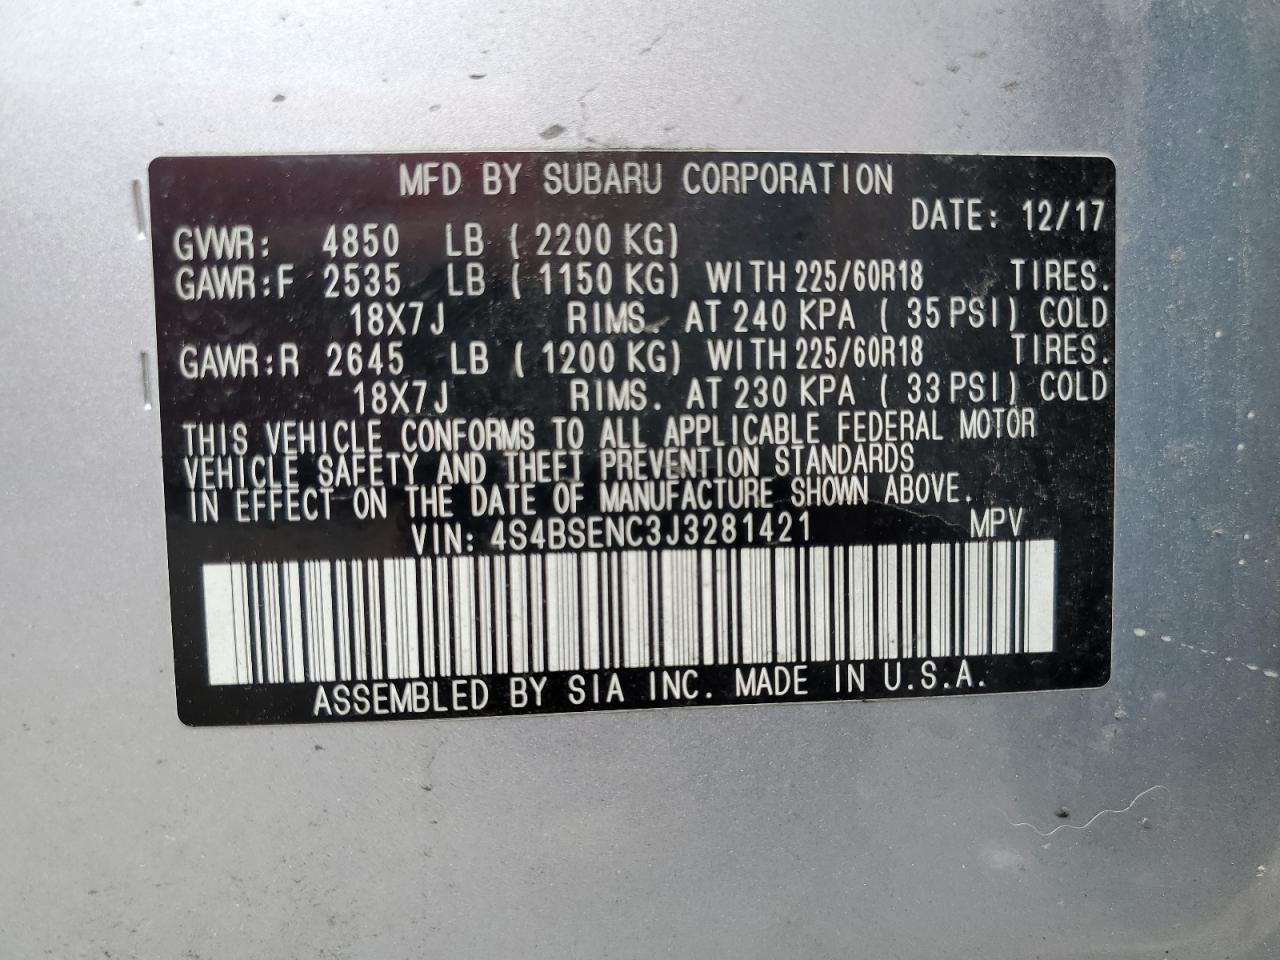 MFD BY SUBARU CORPORATION
DATE: 12/17
GVWR: 4850 LB ( 2200 KG)
GAWR:F 2535 LB ( 1150 KG) WITH 225/60R18 TIRES.
18X7J RIMS. AT 240 KPA ( 35 PSI) COLD
GAWR:R 2645 LB ( 1200 KG) WITH 225/60R18 TIRES.
18X7J RIMS. AT 230 KPA ( 33 PSI) COLD
THIS VEHICLE CONFORMS TO ALL APPLICABLE FEDERAL MOTOR
VEHICLE SAFETY AND THEFT PREVENTION STANDARDS
IN EFFECT ON THE DATE OF MANUFACTURE SHOWN ABOVE.
VIN: 4S4BSENC3J3281421 MPV
ASSEMBLED BY SIA INC. MADE IN U.S.A.